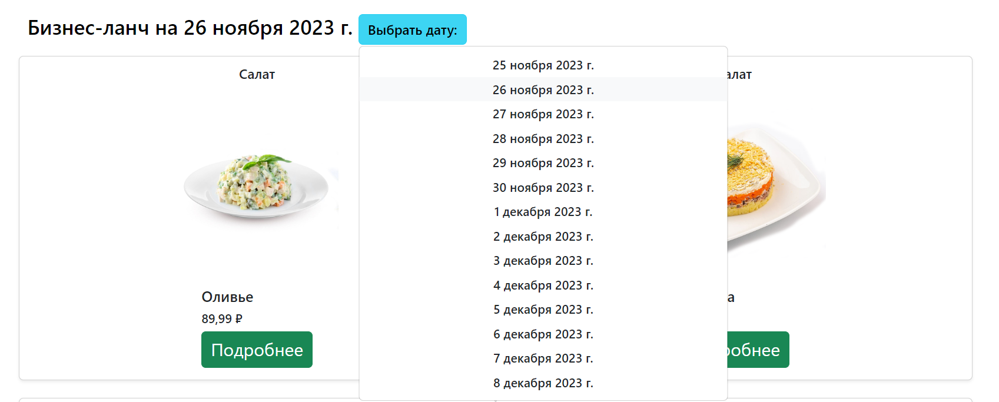 Бизнес-ланч на 26 ноября 2023 г.
Выбрать дату:
25 ноября 2023 г.
26 ноября 2023 г.
27 ноября 2023 г.
28 ноября 2023 г.
29 ноября 2023 г.
30 ноября 2023 г.
1 декабря 2023 г.
2 декабря 2023 г.
3 декабря 2023 г.
4 декабря 2023 г.
5 декабря 2023 г.
6 декабря 2023 г.
7 декабря 2023 г.
8 декабря 2023 г.
Салат
Оливье
89,99 ₽
Подробнее
алат
а
обнее